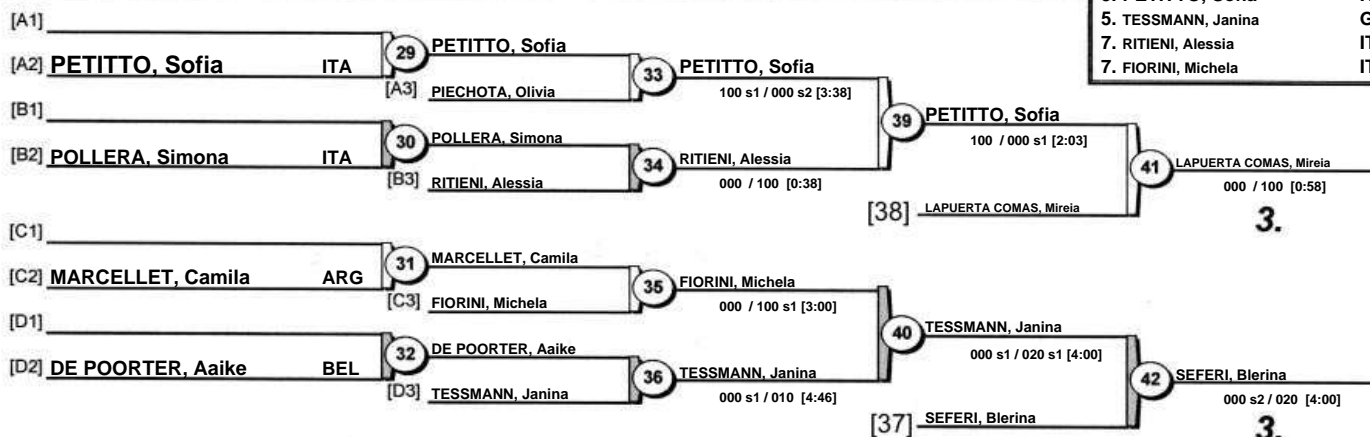 5. TESSMANN, Janina
7. RITIENI, Alessia
7. FIORINI, Michela
[A1]
29 PETITTO, Sofia
[A2] PETITTO, Sofia ITA
[A3] PIECHOTA, Olivia
33 PETITTO, Sofia
100 s1 / 000 s2 [3:38]
[B1]
30 POLLERA, Simona
[B2] POLLERA, Simona ITA
[B3] RITIENI, Alessia
34 RITIENI, Alessia
000 / 100 [0:38]
39 PETITTO, Sofia
100 / 000 s1 [2:03]
[38] LAPUERTA COMAS, Mireia
41 LAPUERTA COMAS, Mireia
000 / 100 [0:58]
3.
[C1]
31 MARCELLET, Camila
[C2] MARCELLET, Camila ARG
[C3] FIORINI, Michela
35 FIORINI, Michela
000 / 100 s1 [3:00]
[D1]
32 DE POORTER, Aaike
[D2] DE POORTER, Aaike BEL
[D3] TESSMANN, Janina
36 TESSMANN, Janina
000 s1 / 010 [4:46]
40 TESSMANN, Janina
000 s1 / 020 s1 [4:00]
[37] SEFERI, Blerina
42 SEFERI, Blerina
000 s2 / 020 [4:00]
3.